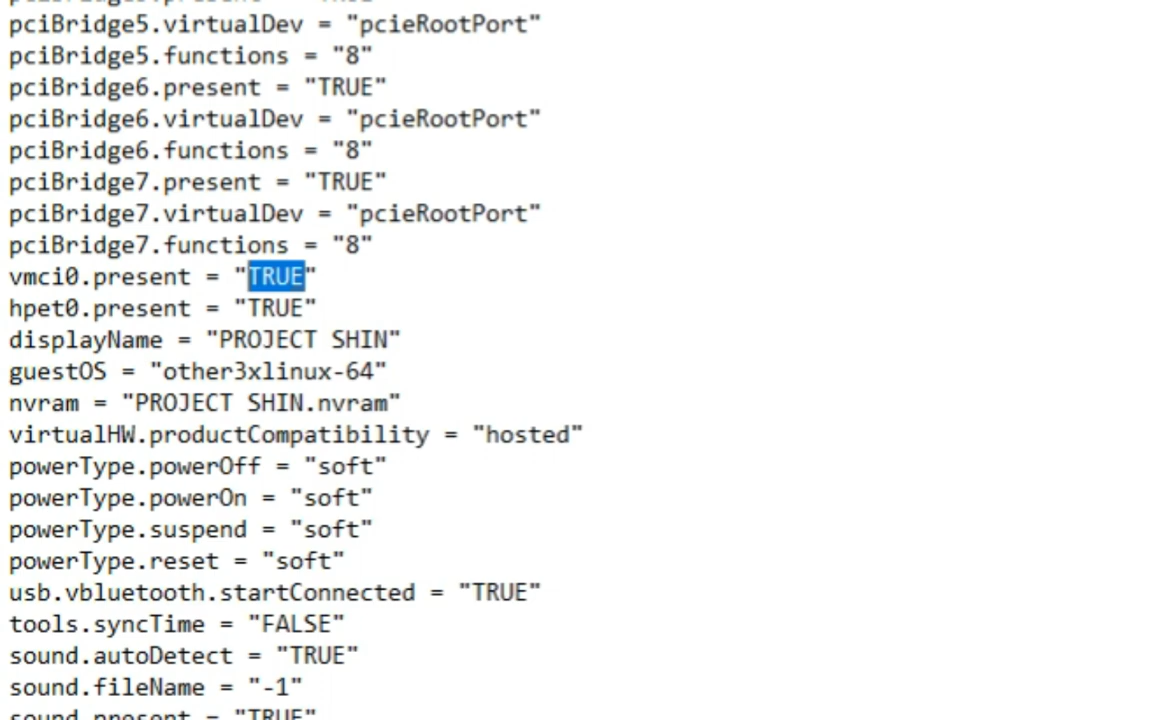 pciBridge5.virtualDev = "pcieRootPort"
pciBridge5.functions = "8"
pciBridge6.present = "TRUE"
pciBridge6.virtualDev = "pcieRootPort"
pciBridge6.functions = "8"
pciBridge7.present = "TRUE"
pciBridge7.virtualDev = "pcieRootPort"
pciBridge7.functions = "8"
vmci0.present = "TRUE"
hpet0.present = "TRUE"
displayName = "PROJECT SHIN"
guestOS = "other3xlinux-64"
nvram = "PROJECT SHIN.nvram"
virtualHW.productCompatibility = "hosted"
powerType.powerOff = "soft"
powerType.powerOn = "soft"
powerType.suspend = "soft"
powerType.reset = "soft"
usb.vbluetooth.startConnected = "TRUE"
tools.syncTime = "FALSE"
sound.autoDetect = "TRUE"
sound.fileName = "-1"
sound.present = "TRUE"